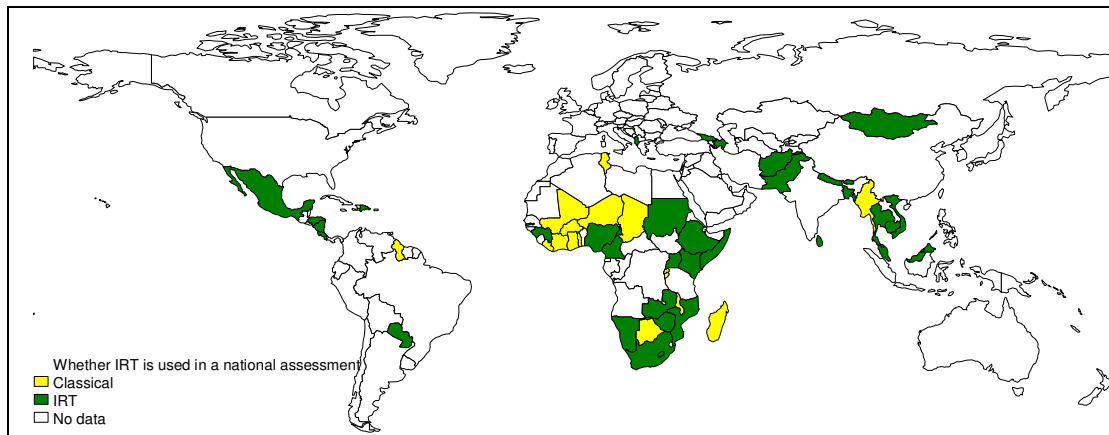 Whether IRT is used in a national assessment
Classical
IRT
No data